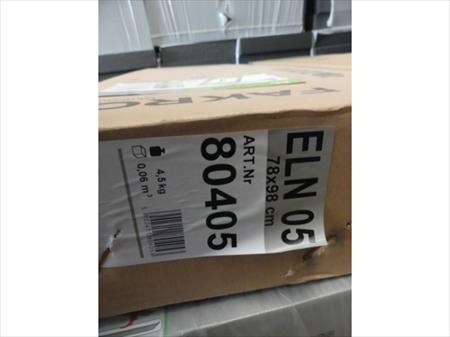 FAKRO
ELN 05
78x98 cm
ART.Nr
80405
4,5 kg
0,06 m³